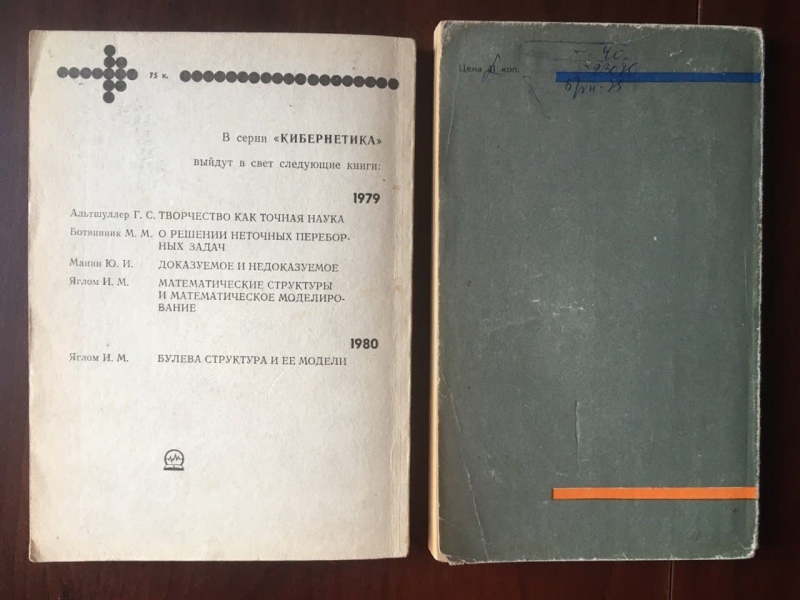 75 к.
В серии «КИБЕРНЕТИКА»
выйдут в свет следующие книги:
1979
Альтшуллер Г. С. ТВОРЧЕСТВО КАК ТОЧНАЯ НАУКА
Ботвинник М. М. О РЕШЕНИИ НЕТОЧНЫХ ПЕРЕБОР-
НЫХ ЗАДАЧ
Манин Ю. И. ДОКАЗУЕМОЕ И НЕДОКАЗУЕМОЕ
Яглом И. М. МАТЕМАТИЧЕСКИЕ СТРУКТУРЫ
И МАТЕМАТИЧЕСКОЕ МОДЕЛИРО-
ВАНИЕ
1980
Яглом И. М. БУЛЕВА СТРУКТУРА И ЕЕ МОДЕЛИ
Цена коп.